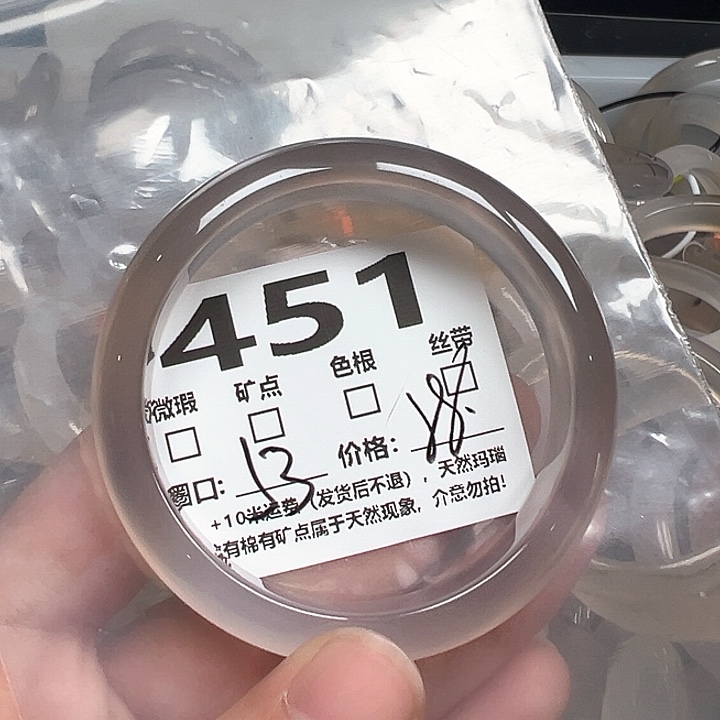 451
微瑕 矿点 色根 丝带
圈口: 13 价格: 48.
+10米运费(发货后不退), 天然玛瑙
有棉有矿点属于天然现象, 介意勿拍!